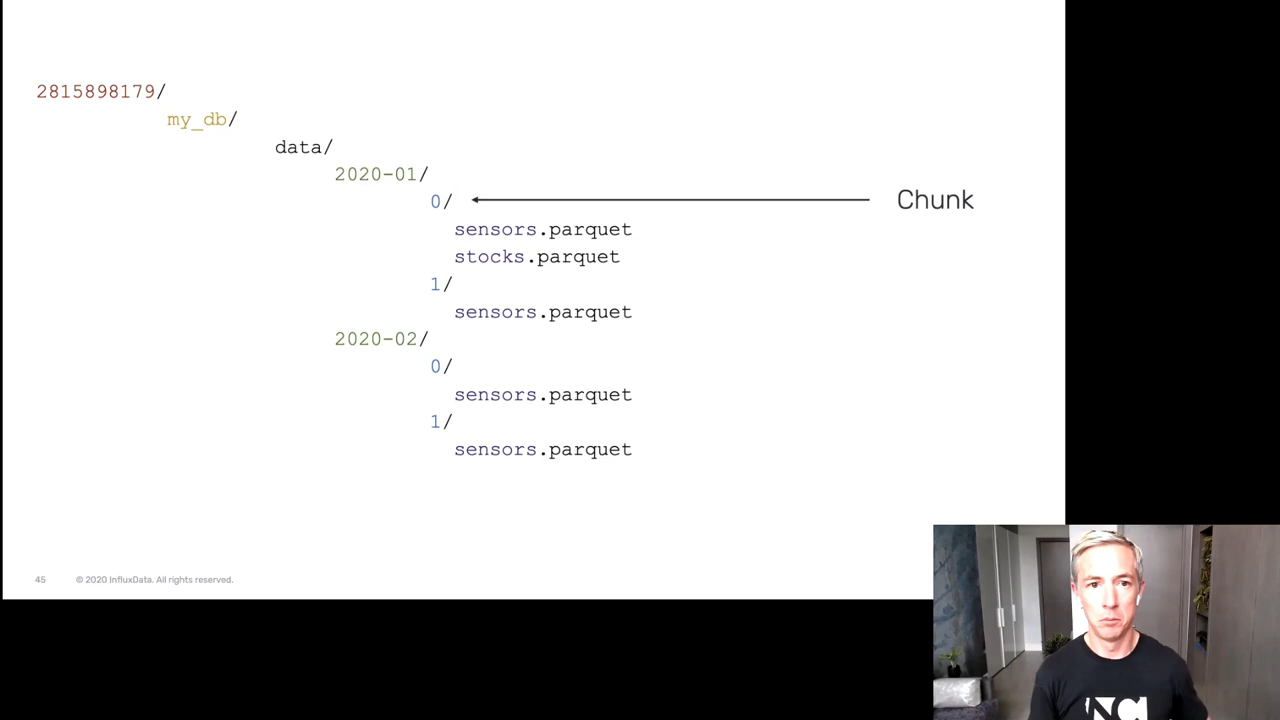 2815898179/
my_db/
data/
2020-01/
0/
Chunk
sensors.parquet
stocks.parquet
1/
sensors.parquet
2020-02/
0/
sensors.parquet
1/
sensors.parquet
45
© 2020 InfluxData. All rights reserved.